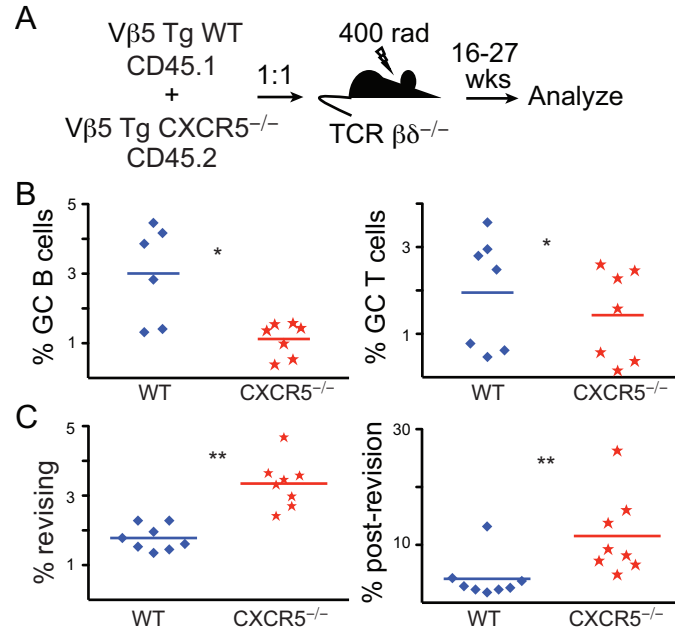 A
Vβ5 Tg WT
CD45.1
+
Vβ5 Tg CXCR5–/–
CD45.2
1:1
400 rad
TCR βδ–/–
16-27
wks
Analyze
B
% GC B cells
5
3
1
*
WT
CXCR5–/–
% GC T cells
3
1
*
WT
CXCR5–/–
C
% revising
5
3
1
**
WT
CXCR5–/–
% post-revision
30
10
**
WT
CXCR5–/–